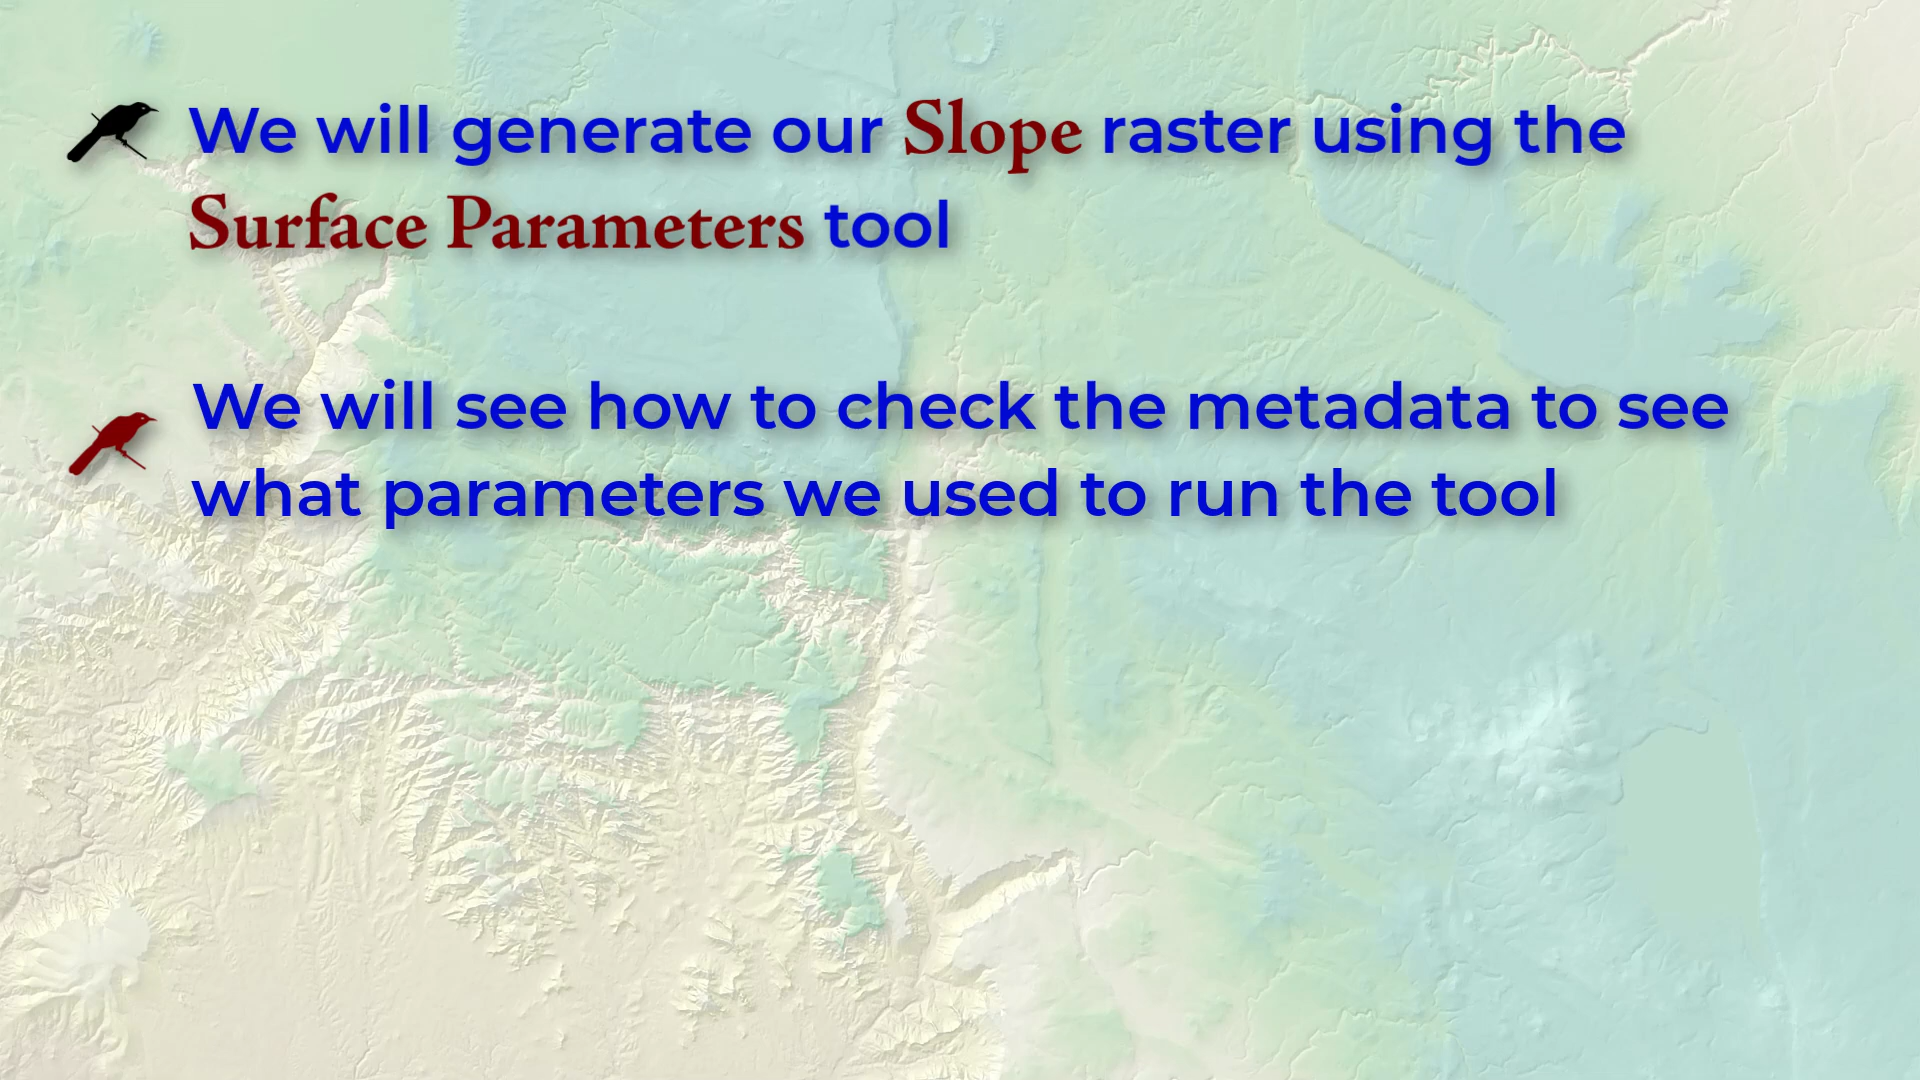 We will generate our Slope raster using the
Surface Parameters tool
We will see how to check the metadata to see
what parameters we used to run the tool